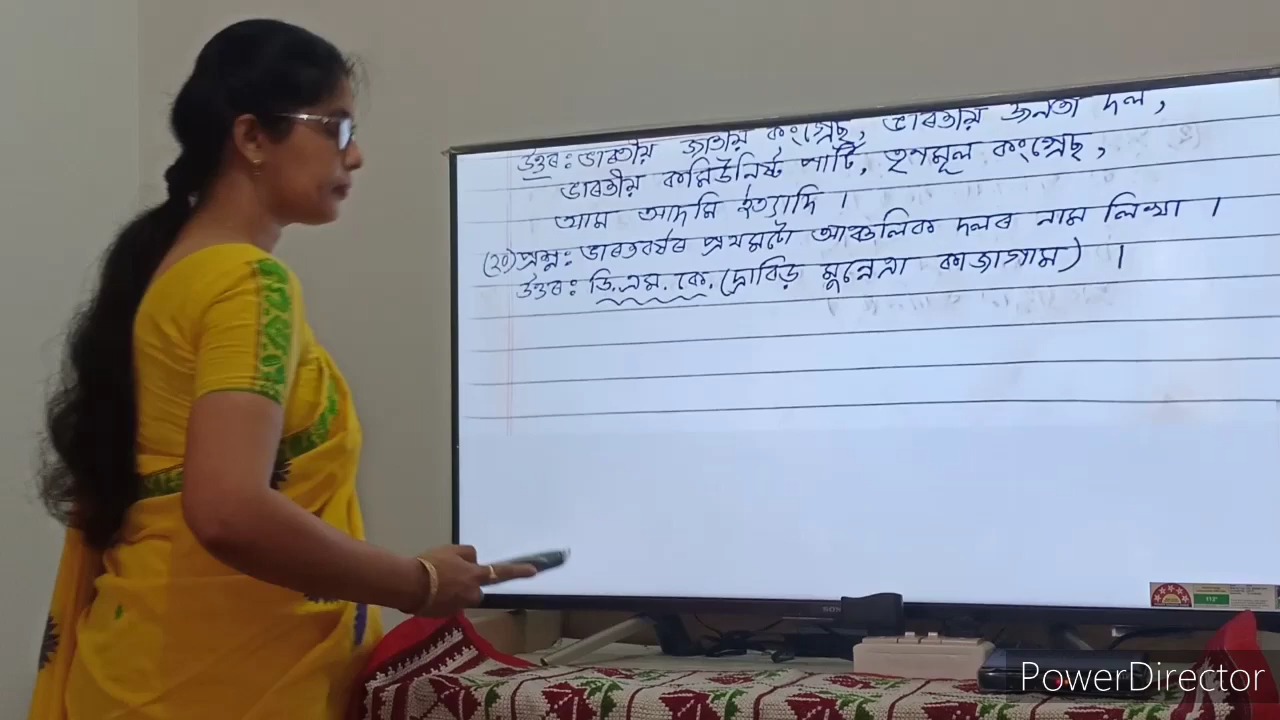 উত্তৰ: ভাৰতীয় জাতীয় কংগ্ৰেছ, ভাৰতীয় জনতা দল,
ভাৰতীয় কমিউনিষ্ট পাৰ্টি, তৃণমূল কংগ্ৰেছ,
আম আদমি ইত্যাদি ।
(২০) প্ৰশ্ন: ভাৰতবৰ্ষৰ প্ৰথমটো আঞ্চলিক দলৰ নাম লিখা ।
উত্তৰ: ডি.এম. কে. (দ্ৰাবিড় মুন্নেত্ৰা কাজাগাম) ।
SONY
PowerDirector